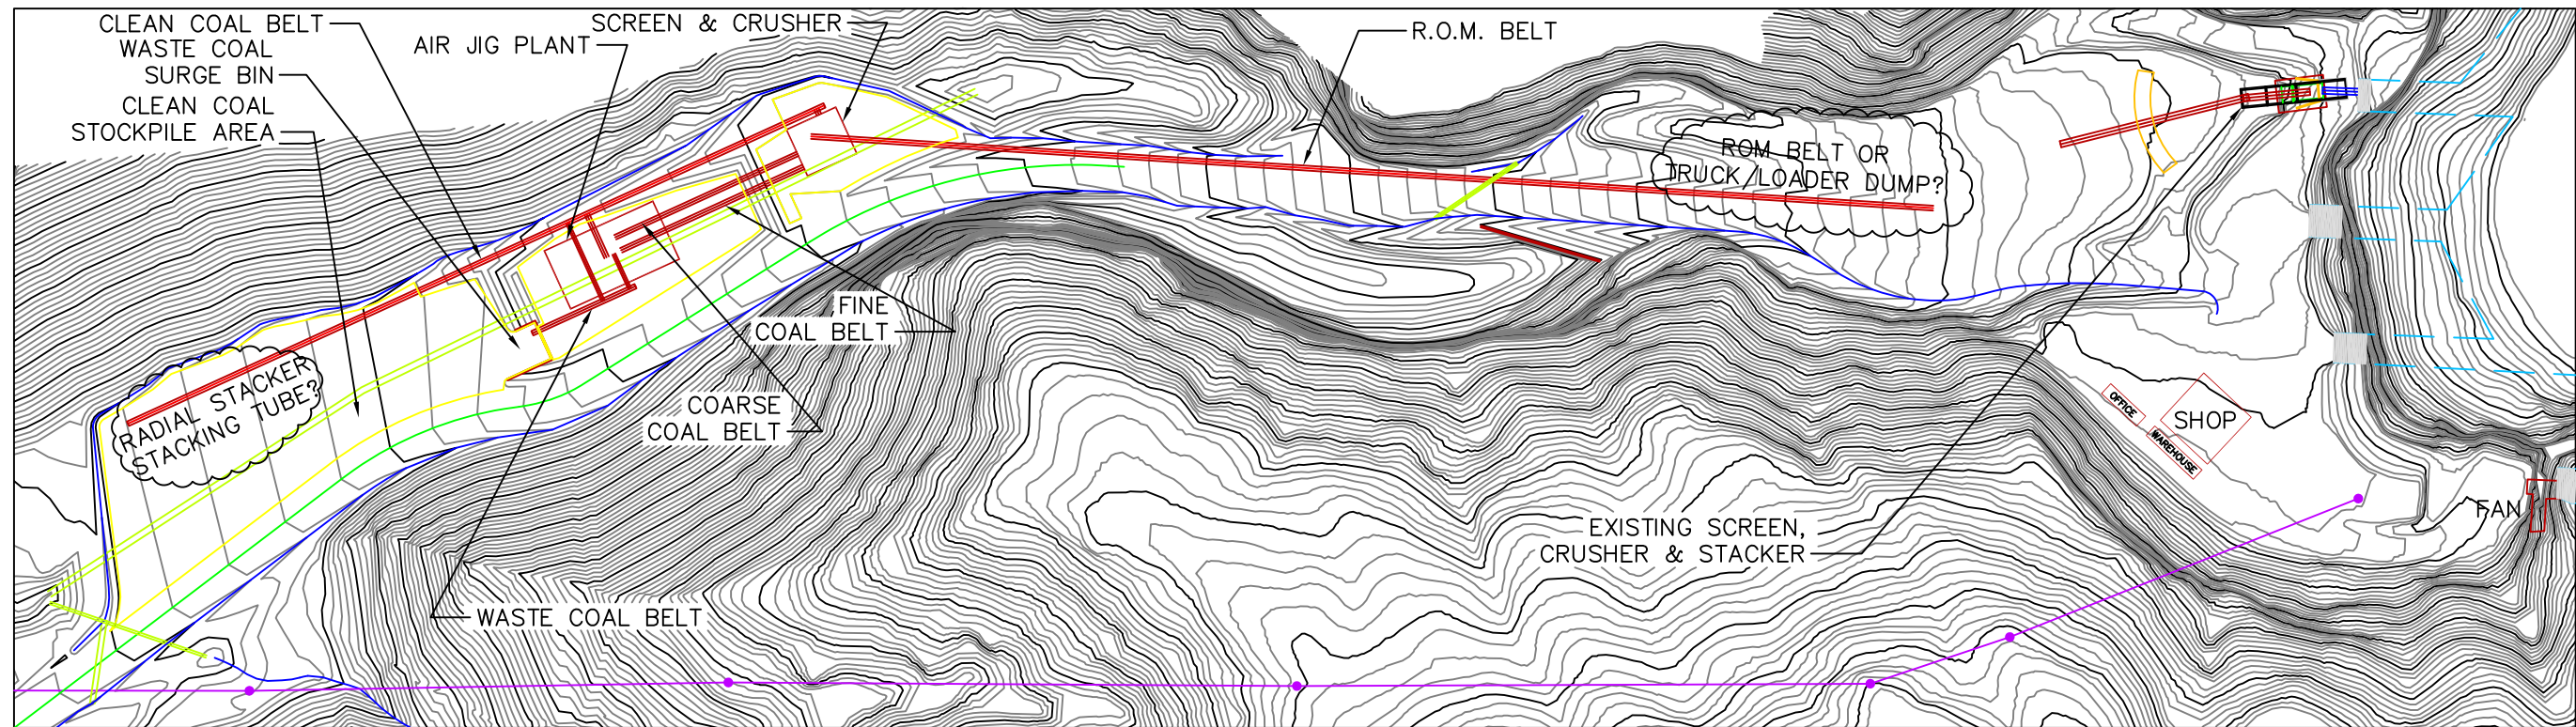 CLEAN COAL BELT
WASTE COAL
SURGE BIN
CLEAN COAL
STOCKPILE AREA
AIR JIG PLANT
SCREEN & CRUSHER
R.O.M. BELT
ROM BELT OR
TRUCK/LOADER DUMP?
FINE
COAL BELT
COARSE
COAL BELT
RADIAL STACKER
STACKING TUBE?
WASTE COAL BELT
EXISTING SCREEN,
CRUSHER & STACKER
OFFICE
SHOP
WAREHOUSE
FAN